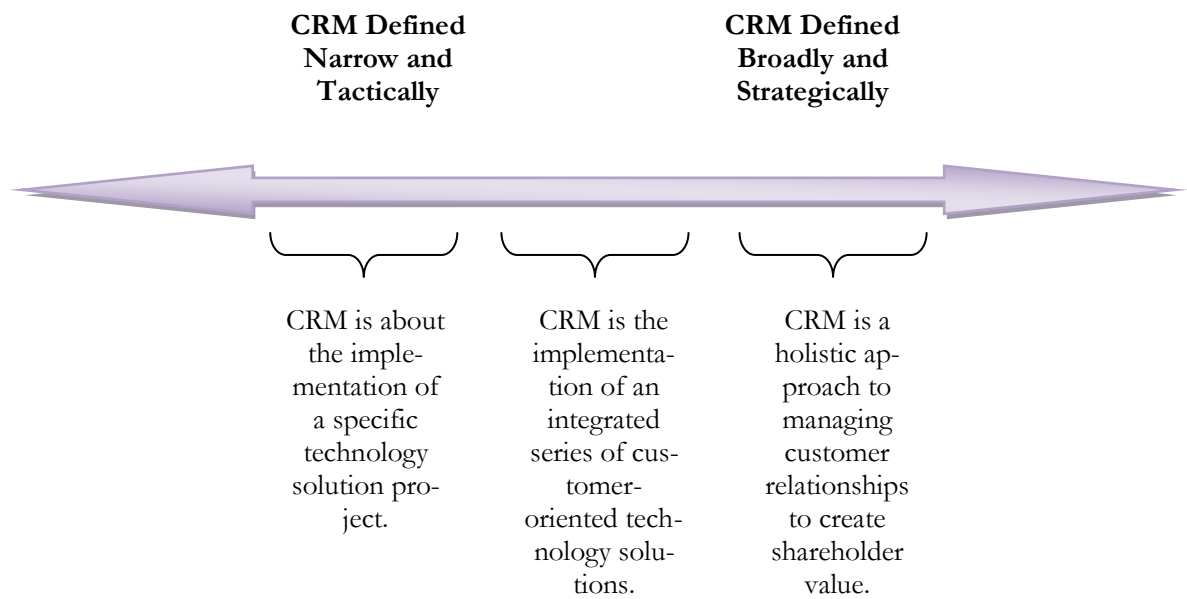 CRM Defined
Narrow and
Tactically
CRM Defined
Broadly and
Strategically
CRM is about
the imple-
mentation of
a specific
technology
solution pro-
ject.
CRM is the
implementa-
tion of an
integrated
series of cus-
tomer-
oriented tech-
nology solu-
tions.
CRM is a
holistic ap-
proach to
managing
customer
relationships
to create
shareholder
value.